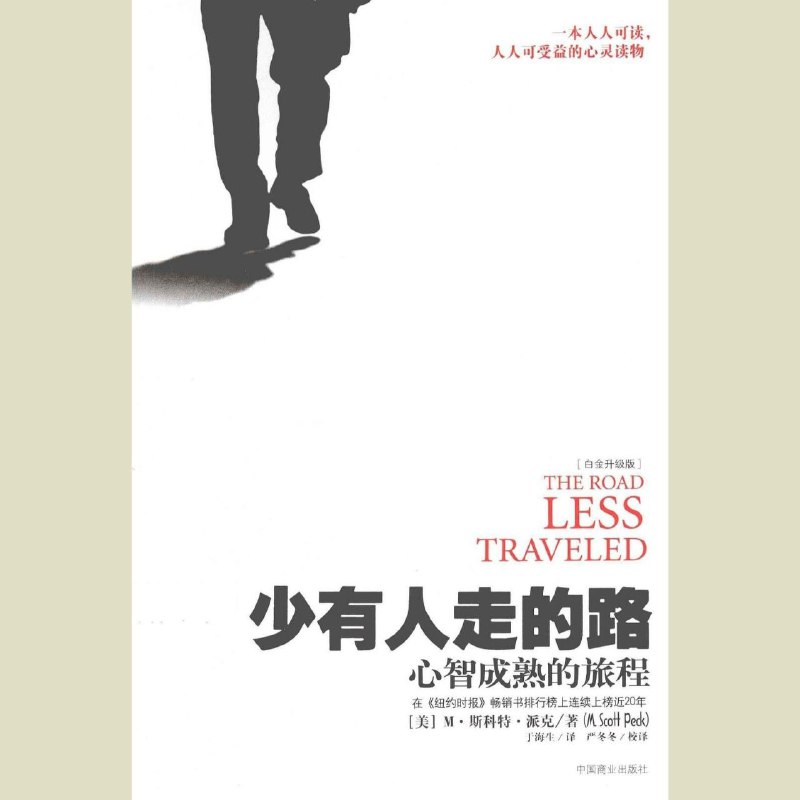 一本人人可读，
人人可受益的心灵读物
[白金升级版]
THE ROAD
LESS
TRAVELED
少有人走的路
心智成熟的旅程
在《纽约时报》畅销书排行榜上连续上榜近20年
[美] M·斯科特·派克/著 (M. Scott Peck)
于海生/译 严冬冬/校译
中国商业出版社